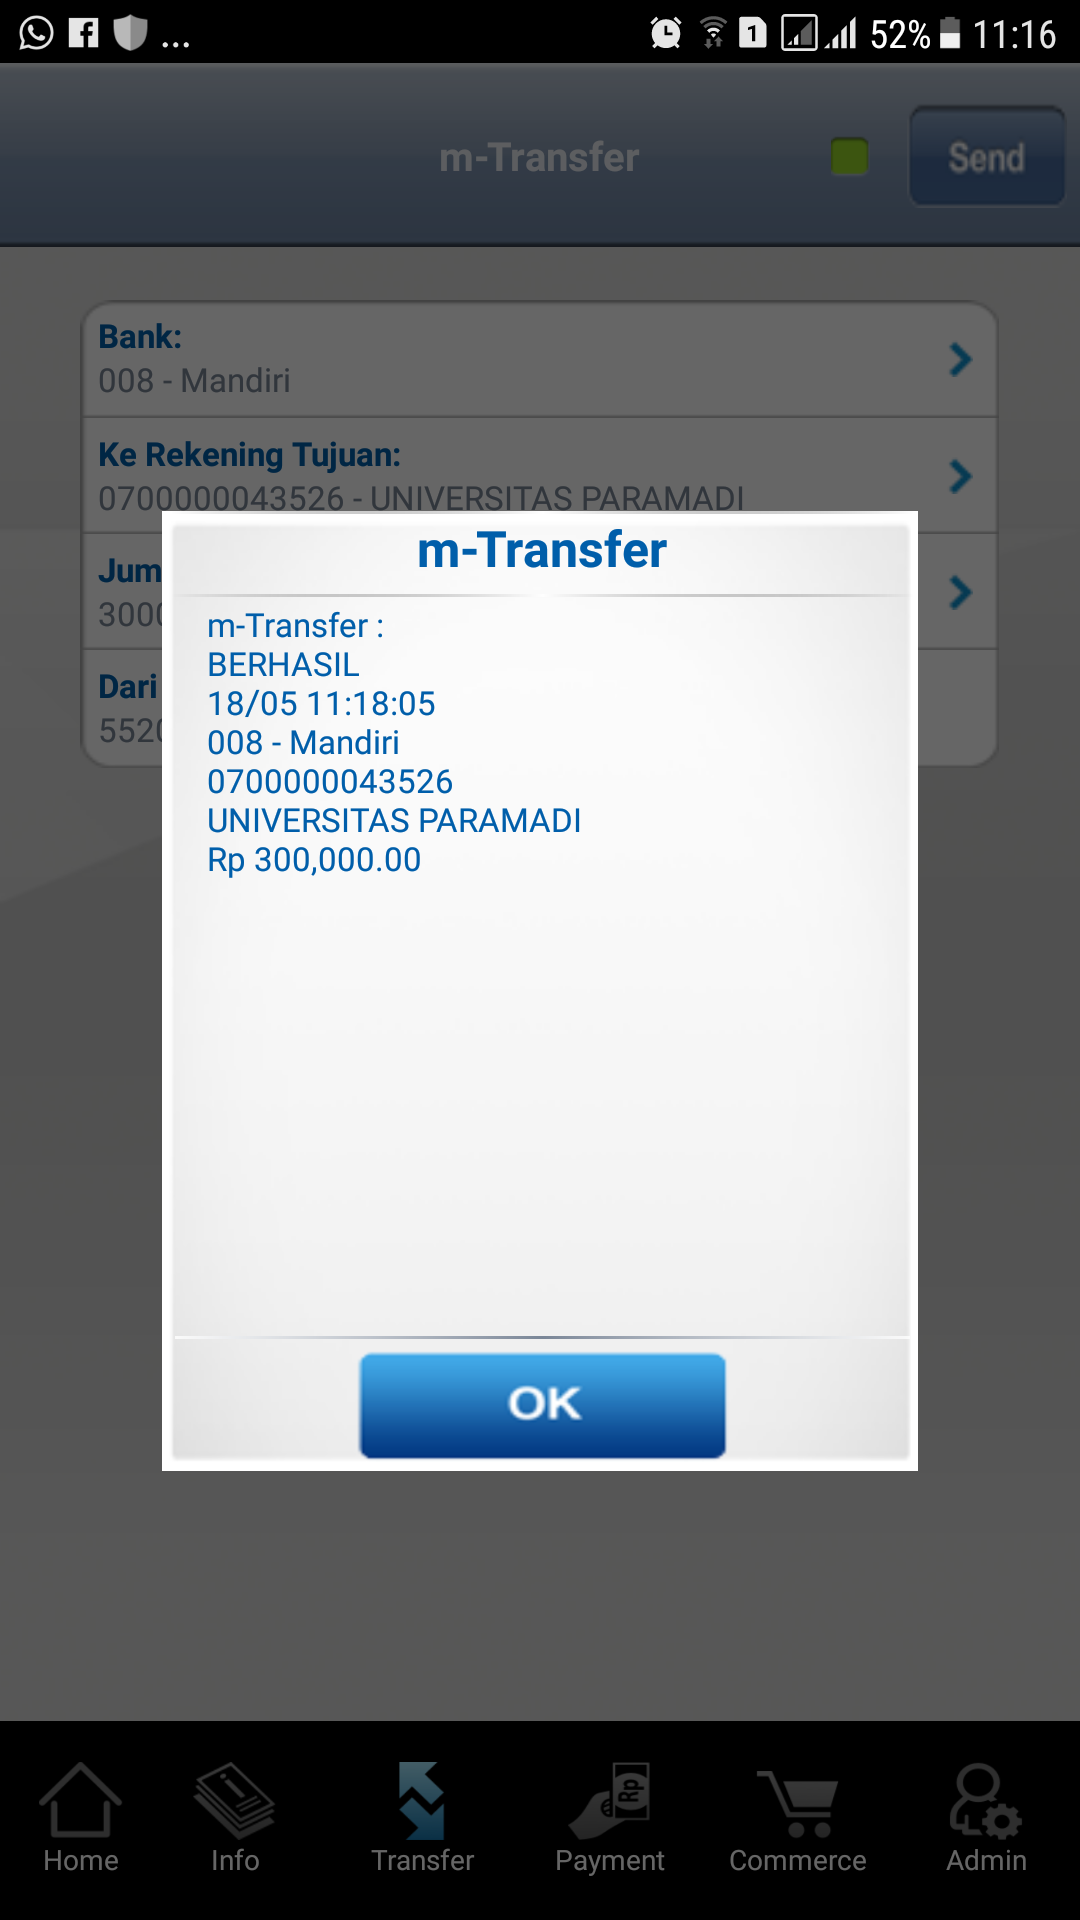 ... 1 52% 11:16
m-Transfer Send
Bank:
008 - Mandiri
Ke Rekening Tujuan:
0700000043526 - UNIVERSITAS PARAMADI
Jum
300
Dari
552
m-Transfer
m-Transfer :
BERHASIL
18/05 11:18:05
008 - Mandiri
0700000043526
UNIVERSITAS PARAMADI
Rp 300,000.00
OK
Home Info Transfer Payment Commerce Admin